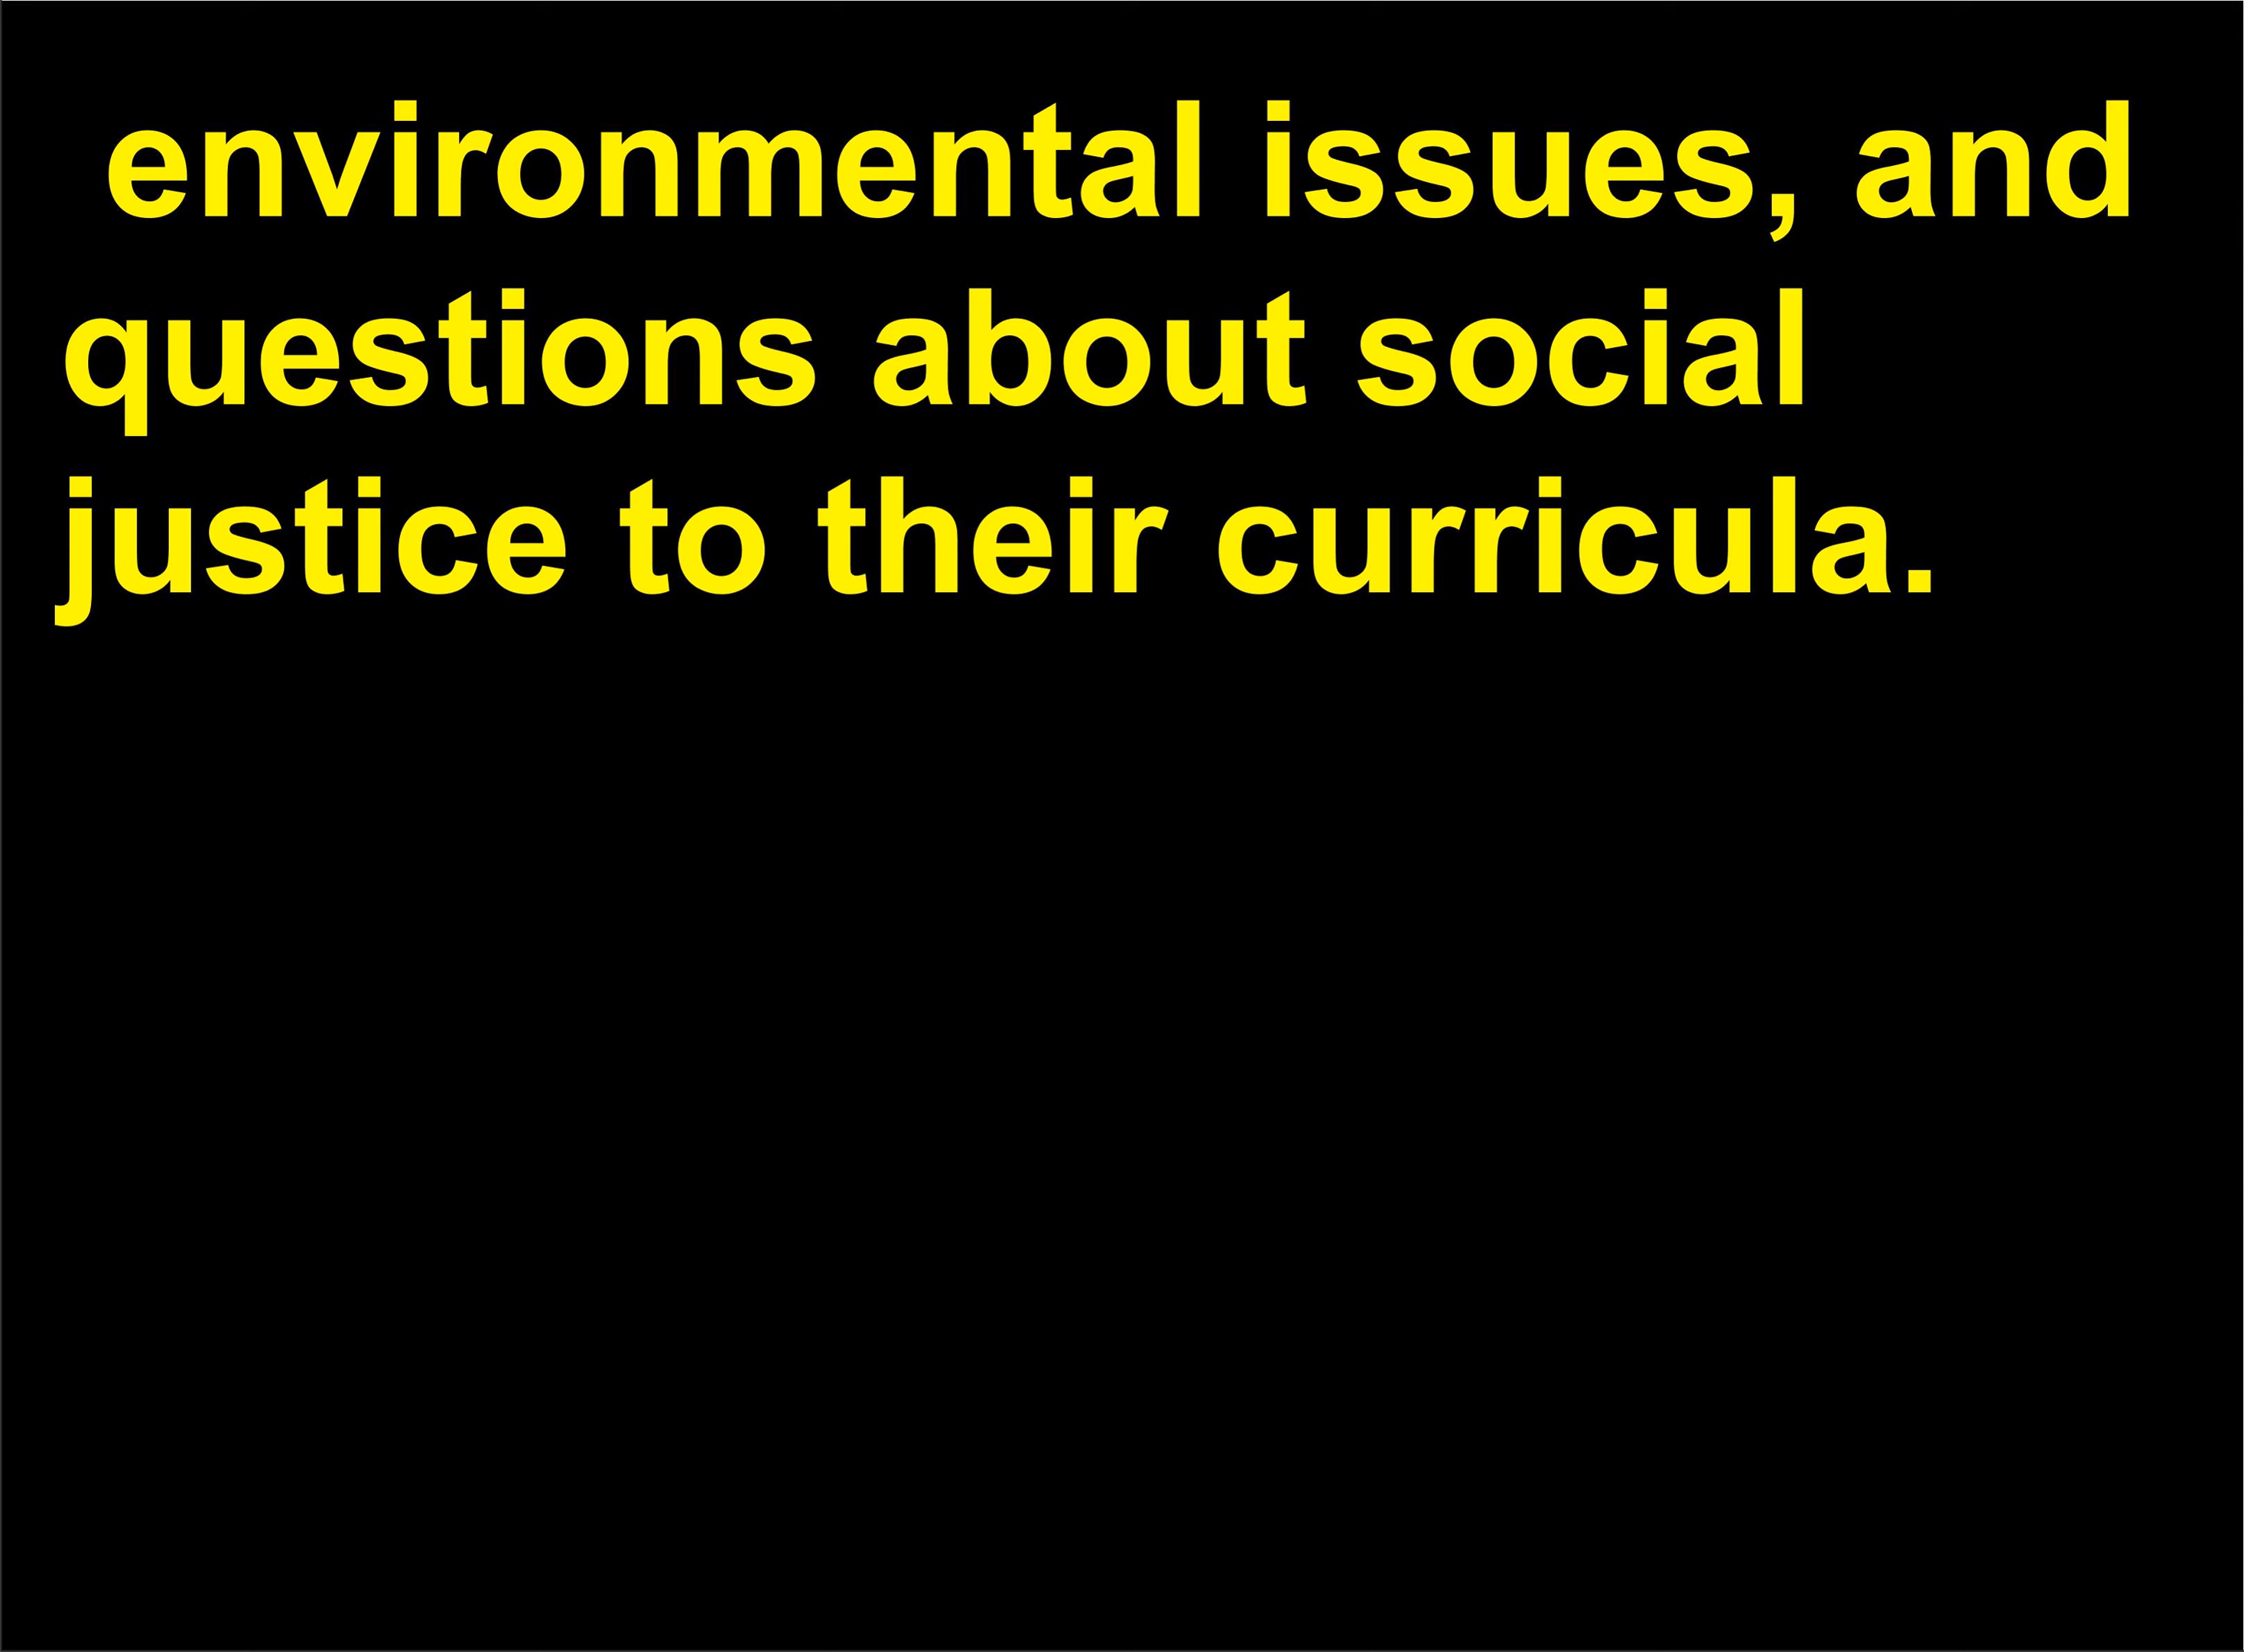 environmental issues, and
questions about social
justice to their curricula.